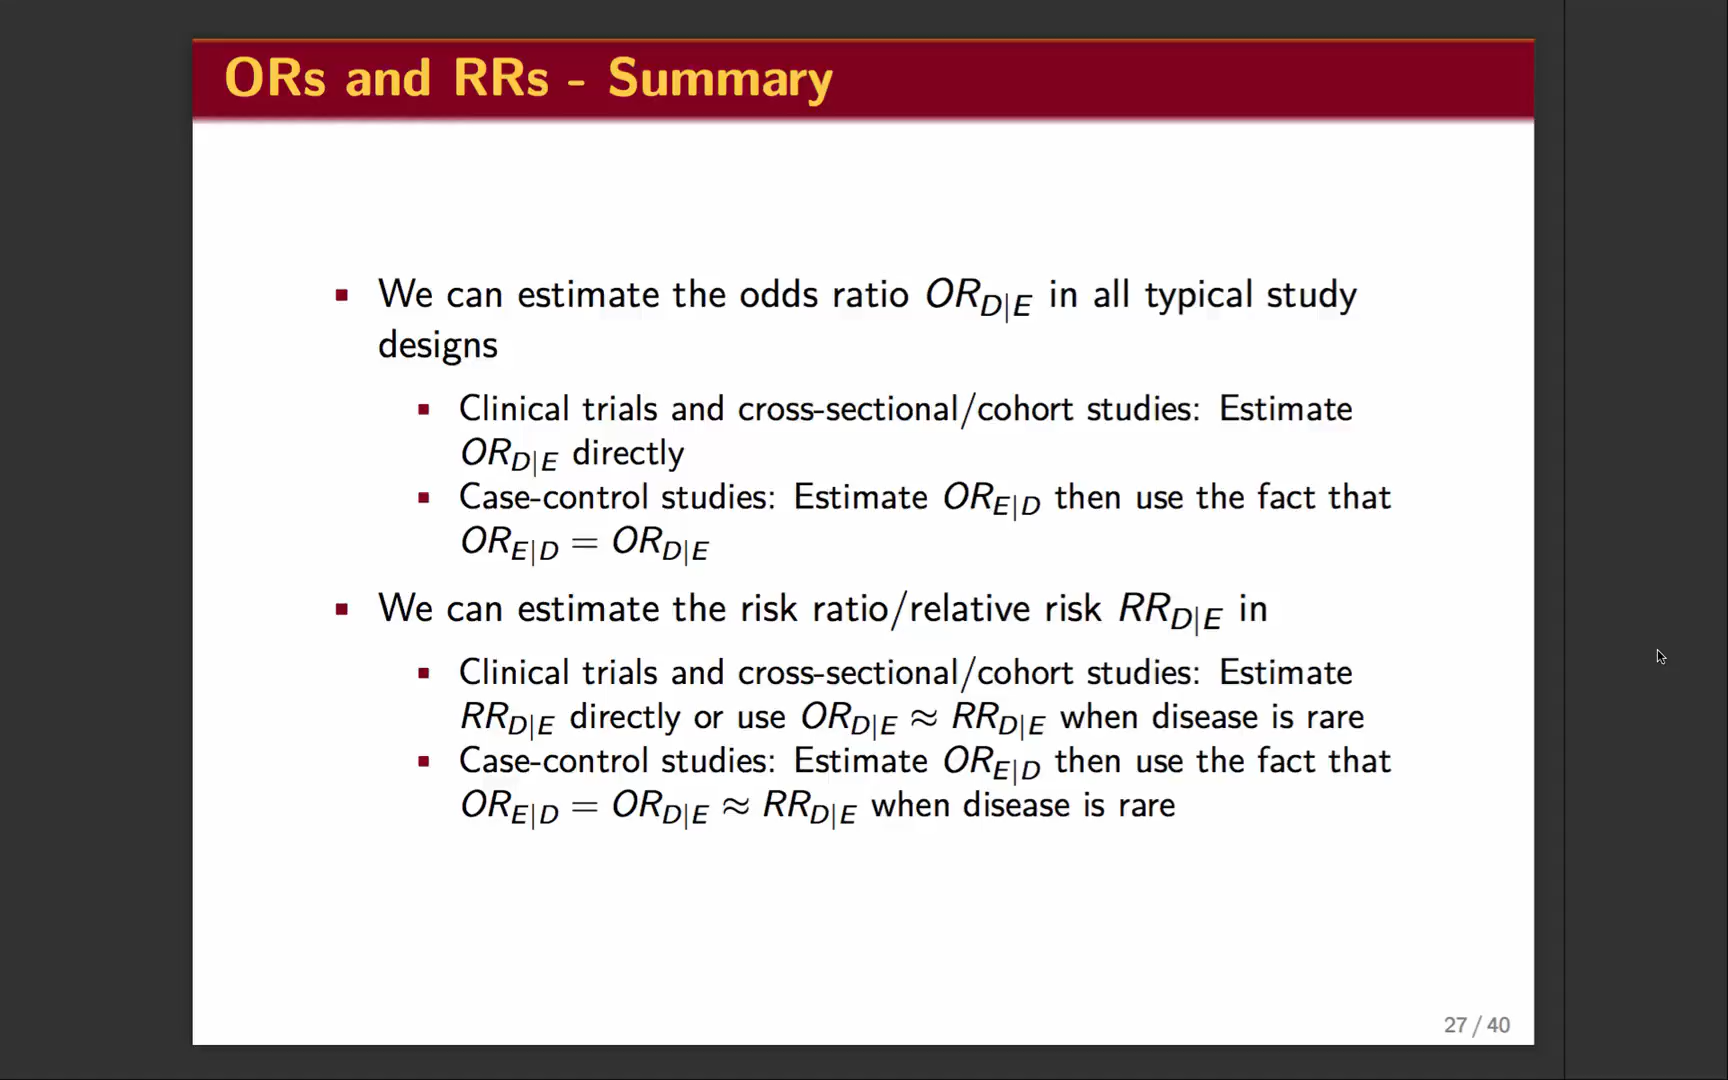 ORs and RRs - Summary
We can estimate the odds ratio OR_{D|E} in all typical study
designs
Clinical trials and cross-sectional/cohort studies: Estimate
OR_{D|E} directly
Case-control studies: Estimate OR_{E|D} then use the fact that
OR_{E|D} = OR_{D|E}
We can estimate the risk ratio/relative risk RR_{D|E} in
Clinical trials and cross-sectional/cohort studies: Estimate
RR_{D|E} directly or use OR_{D|E} ≈ RR_{D|E} when disease is rare
Case-control studies: Estimate OR_{E|D} then use the fact that
OR_{E|D} = OR_{D|E} ≈ RR_{D|E} when disease is rare
27 / 40